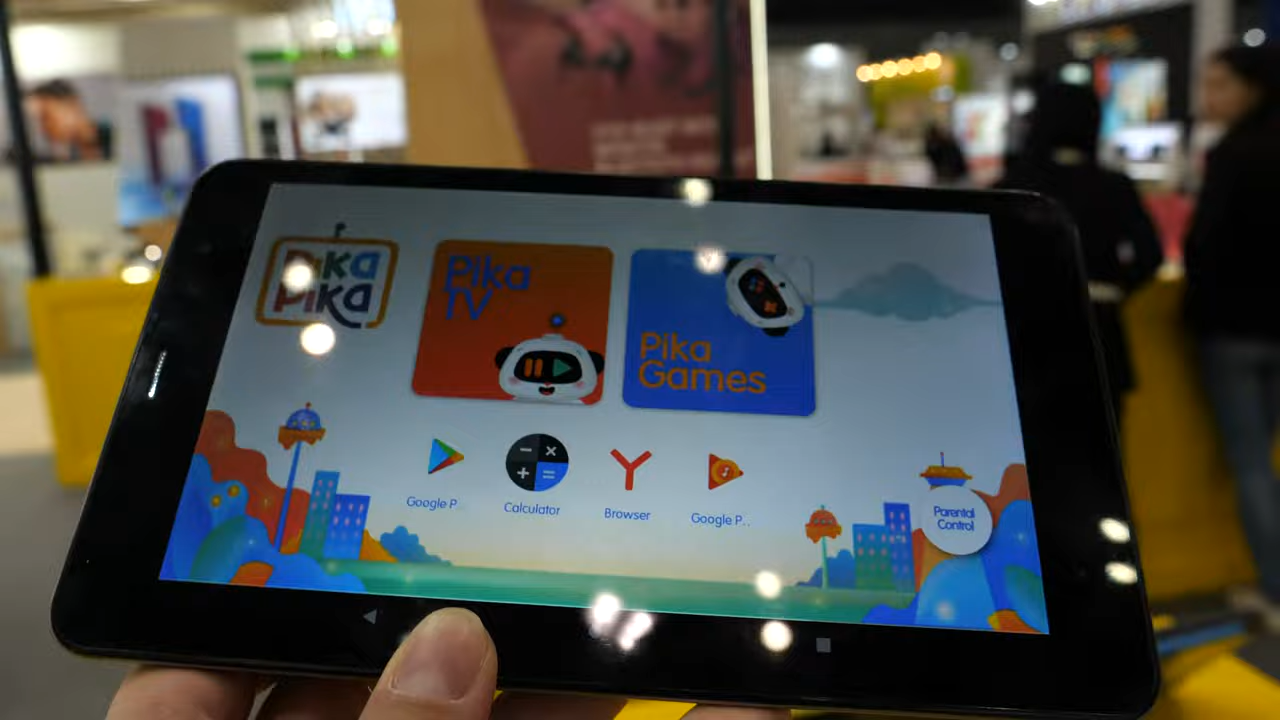 Pika
Pika
Pika
TV
Pika
Games
Google P
Calculator
Browser
Google P..
Parental
Control